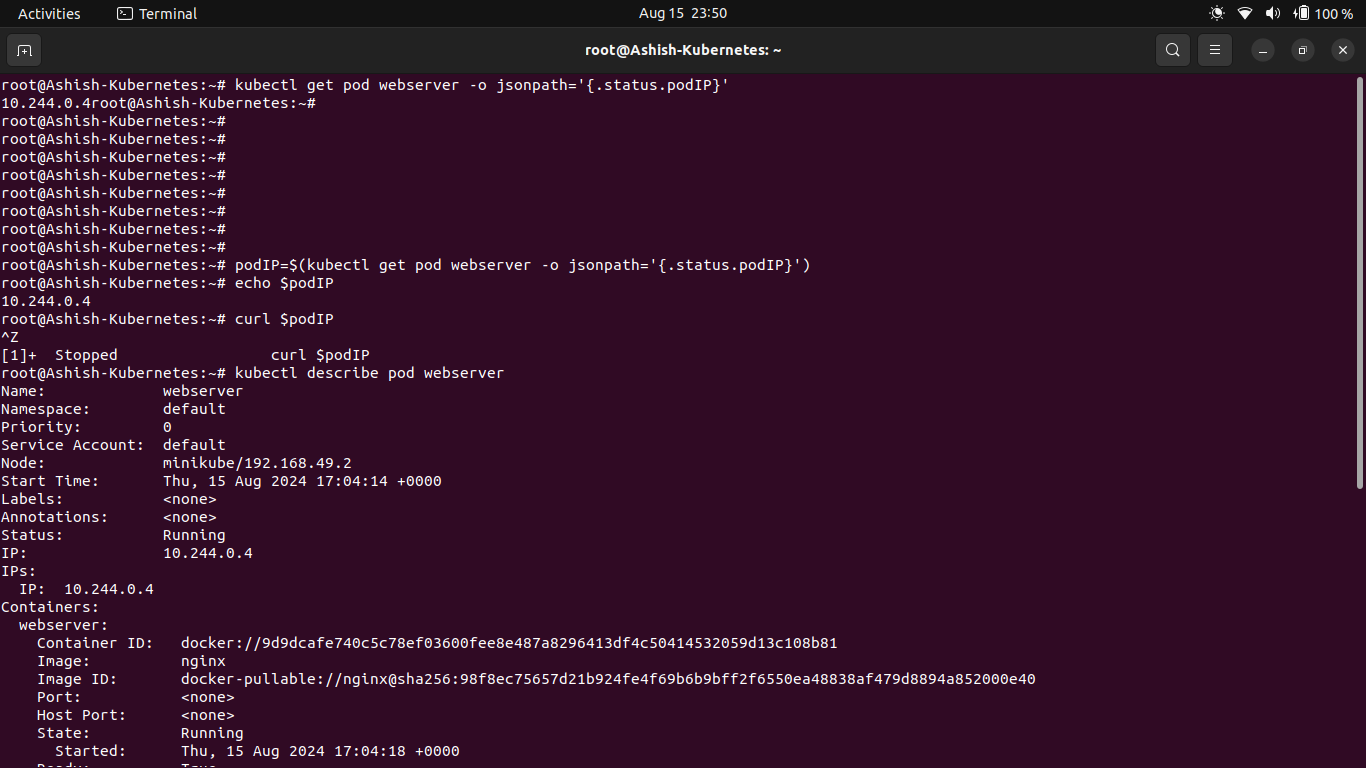 Activities Terminal Aug 15 23:50 100 %
root@Ashish-Kubernetes: ~
root@Ashish-Kubernetes:~# kubectl get pod webserver -o jsonpath='{.status.podIP}'
10.244.0.4root@Ashish-Kubernetes:~#
root@Ashish-Kubernetes:~#
root@Ashish-Kubernetes:~#
root@Ashish-Kubernetes:~#
root@Ashish-Kubernetes:~#
root@Ashish-Kubernetes:~#
root@Ashish-Kubernetes:~#
root@Ashish-Kubernetes:~#
root@Ashish-Kubernetes:~#
root@Ashish-Kubernetes:~# podIP=$(kubectl get pod webserver -o jsonpath='{.status.podIP}')
root@Ashish-Kubernetes:~# echo $podIP
10.244.0.4
root@Ashish-Kubernetes:~# curl $podIP
^Z
[1]+  Stopped                 curl $podIP
root@Ashish-Kubernetes:~# kubectl describe pod webserver
Name:             webserver
Namespace:        default
Priority:         0
Service Account:  default
Node:             minikube/192.168.49.2
Start Time:       Thu, 15 Aug 2024 17:04:14 +0000
Labels:           <none>
Annotations:      <none>
Status:           Running
IP:               10.244.0.4
IPs:
  IP:  10.244.0.4
Containers:
  webserver:
    Container ID:   docker://9d9dcafe740c5c78ef03600fee8e487a8296413df4c50414532059d13c108b81
    Image:          nginx
    Image ID:       docker-pullable://nginx@sha256:98f8ec75657d21b924fe4f69b6b9bff2f6550ea48838af479d8894a852000e40
    Port:           <none>
    Host Port:      <none>
    State:          Running
      Started:      Thu, 15 Aug 2024 17:04:18 +0000
    Ready:          True